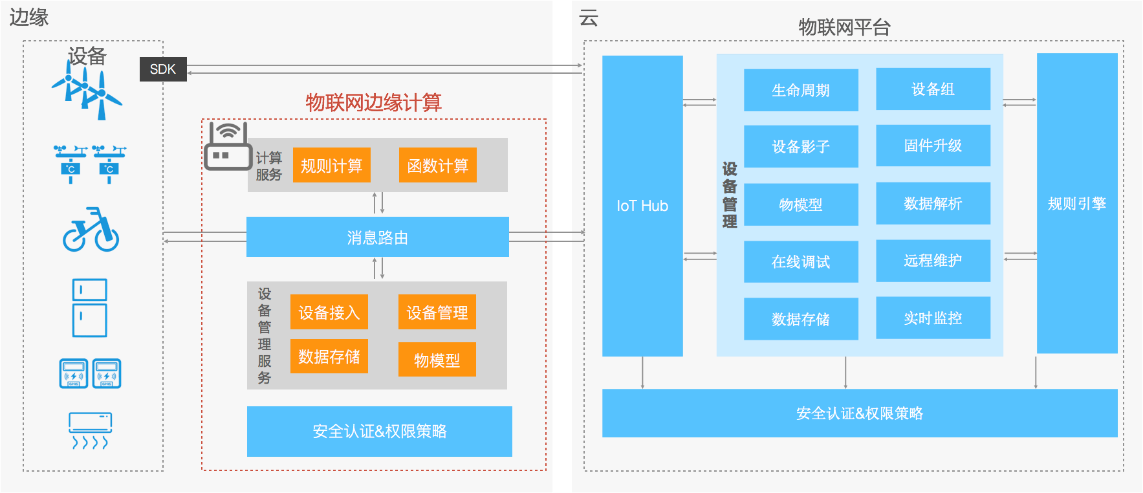 边缘
设备
SDK
物联网边缘计算
计算
服务
规则计算
函数计算
消息路由
设备管理服务
设备接入
设备管理
数据存储
物模型
安全认证&权限策略
℃
℃
云
物联网平台
IoT Hub
设备管理
生命周期
设备组
设备影子
固件升级
物模型
数据解析
在线调试
远程维护
数据存储
实时监控
规则引擎
安全认证&权限策略